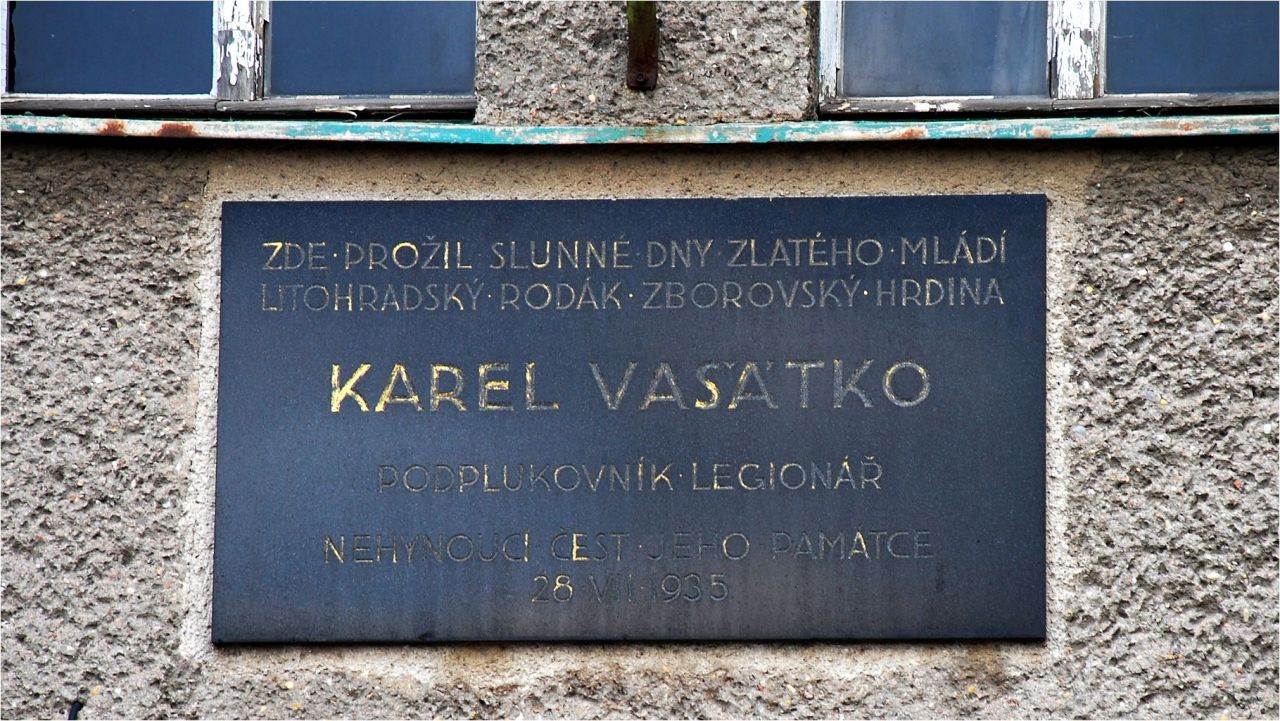 ZDE·PROŽIL·SLUNNÉ·DNY·ZLATÉHO·MLÁDÍ
LITOHRADSKÝ·RODÁK·ZBOROVSKÝ·HRDINA
KAREL VAŠÁTKO
PODPLUKOVNÍK·LEGIONÁŘ
NEHYNOUCÍ·ČEST·JEHO·PAMÁTCE
28·VII·1935